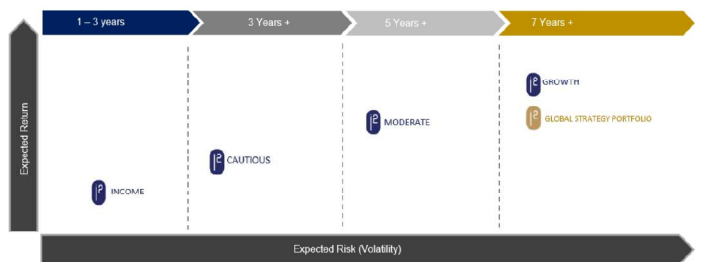 1 – 3 years
3 Years +
5 Years +
7 Years +
Expected Return
GROWTH
GLOBAL STRATEGY PORTFOLIO
MODERATE
CAUTIOUS
INCOME
Expected Risk (Volatility)